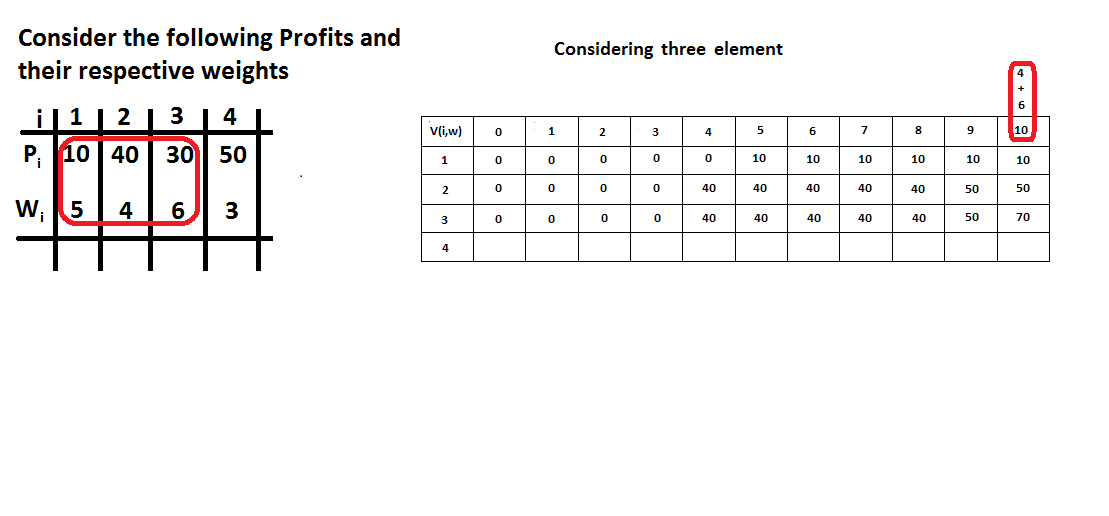 Consider the following Profits and
their respective weights
i 1 2 3 4
Pi 10 40 30 50
Wi 5 4 6 3
Considering three element
4
+
6
V(i,w) 0 1 2 3 4 5 6 7 8 9 10
1 0 0 0 0 0 10 10 10 10 10 10
2 0 0 0 0 40 40 40 40 40 50 50
3 0 0 0 0 40 40 40 40 40 50 70
4